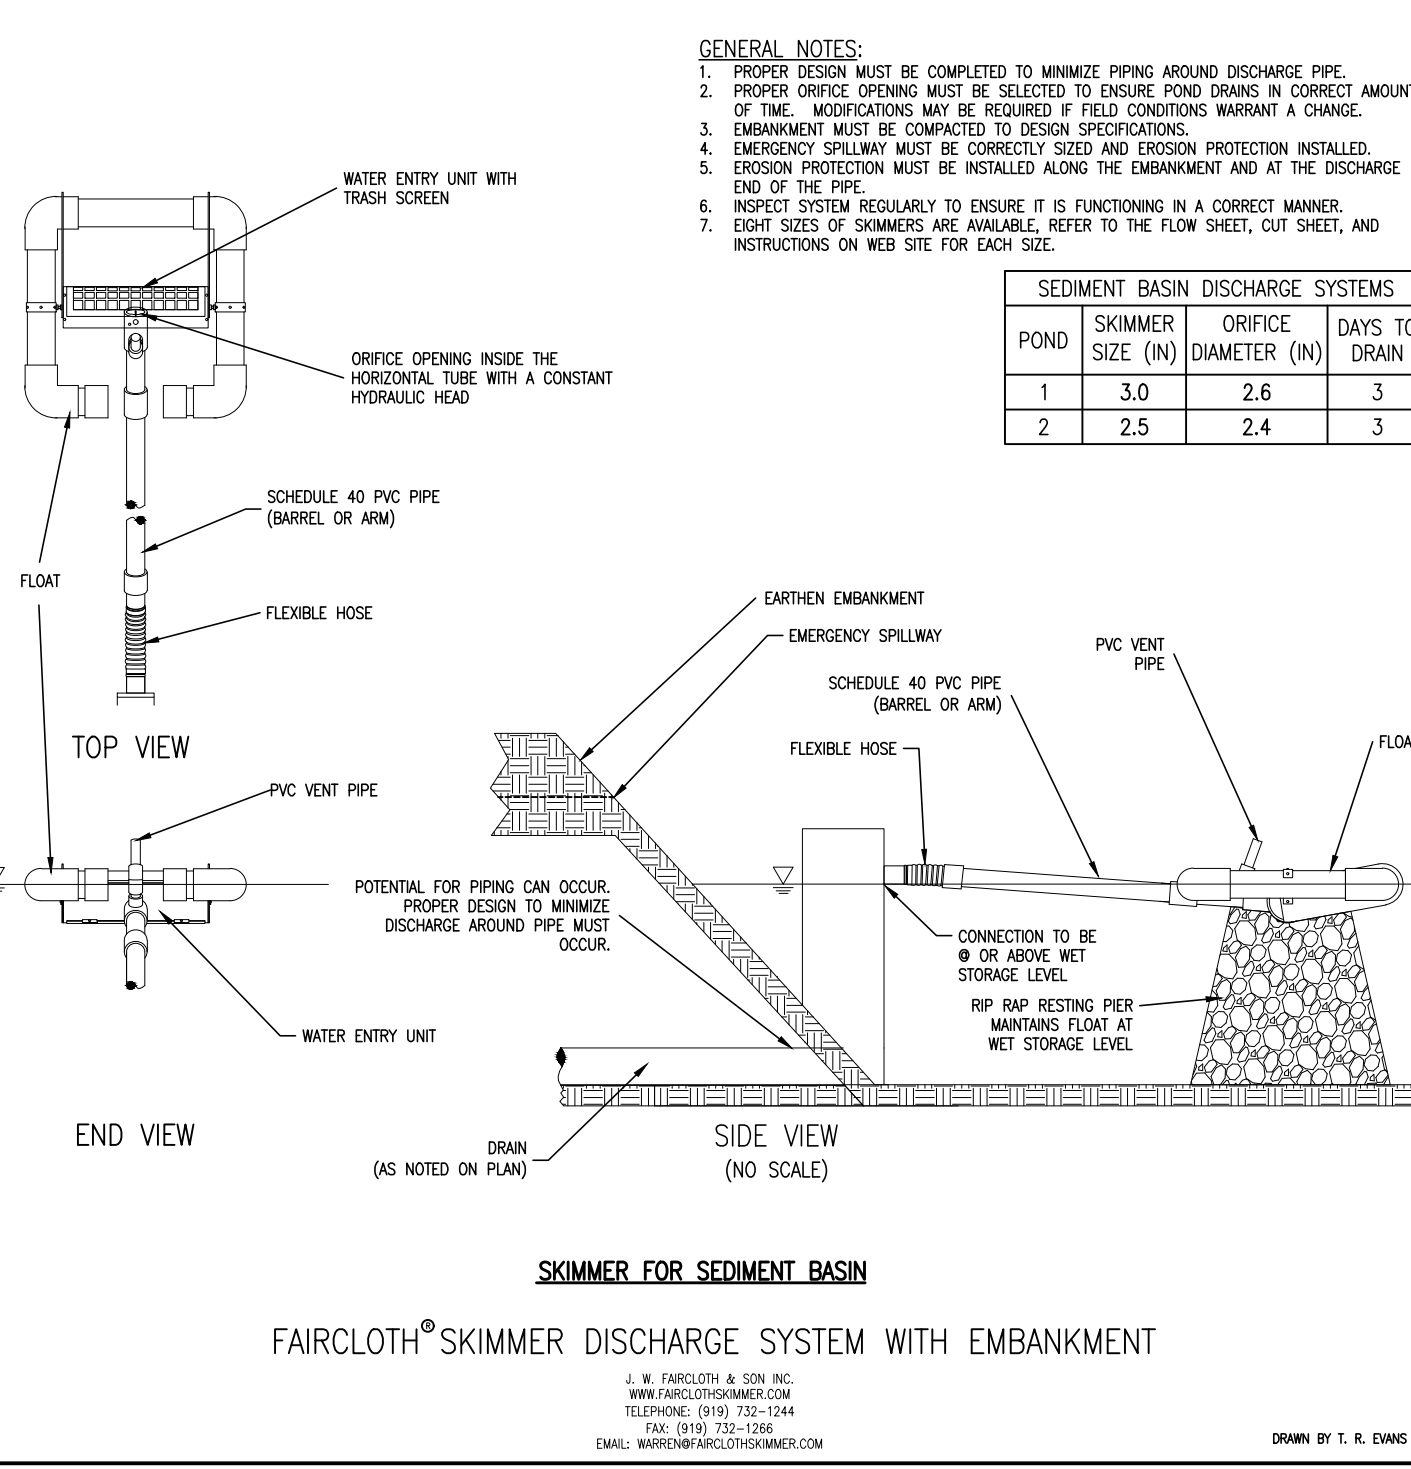 GENERAL NOTES:
1. PROPER DESIGN MUST BE COMPLETED TO MINIMIZE PIPING AROUND DISCHARGE PIPE.
2. PROPER ORIFICE OPENING MUST BE SELECTED TO ENSURE POND DRAINS IN CORRECT AMOUNT
OF TIME. MODIFICATIONS MAY BE REQUIRED IF FIELD CONDITIONS WARRANT A CHANGE.
3. EMBANKMENT MUST BE COMPACTED TO DESIGN SPECIFICATIONS.
4. EMERGENCY SPILLWAY MUST BE CORRECTLY SIZED AND EROSION PROTECTION INSTALLED.
5. EROSION PROTECTION MUST BE INSTALLED ALONG THE EMBANKMENT AND AT THE DISCHARGE
END OF THE PIPE.
6. INSPECT SYSTEM REGULARLY TO ENSURE IT IS FUNCTIONING IN A CORRECT MANNER.
7. EIGHT SIZES OF SKIMMERS ARE AVAILABLE, REFER TO THE FLOW SHEET, CUT SHEET, AND
INSTRUCTIONS ON WEB SITE FOR EACH SIZE.
SEDIMENT BASIN DISCHARGE SYSTEMS
POND SKIMMER SIZE (IN) ORIFICE DIAMETER (IN) DAYS TO DRAIN
1 3.0 2.6 3
2 2.5 2.4 3
WATER ENTRY UNIT WITH
TRASH SCREEN
ORIFICE OPENING INSIDE THE
HORIZONTAL TUBE WITH A CONSTANT
HYDRAULIC HEAD
SCHEDULE 40 PVC PIPE
(BARREL OR ARM)
FLOAT
FLEXIBLE HOSE
TOP VIEW
PVC VENT PIPE
WATER ENTRY UNIT
END VIEW
EARTHEN EMBANKMENT
EMERGENCY SPILLWAY
PVC VENT
PIPE
SCHEDULE 40 PVC PIPE
(BARREL OR ARM)
FLEXIBLE HOSE
FLOA
POTENTIAL FOR PIPING CAN OCCUR.
PROPER DESIGN TO MINIMIZE
DISCHARGE AROUND PIPE MUST
OCCUR.
CONNECTION TO BE
@ OR ABOVE WET
STORAGE LEVEL
RIP RAP RESTING PIER
MAINTAINS FLOAT AT
WET STORAGE LEVEL
DRAIN
(AS NOTED ON PLAN)
SIDE VIEW
(NO SCALE)
SKIMMER FOR SEDIMENT BASIN
FAIRCLOTH® SKIMMER DISCHARGE SYSTEM WITH EMBANKMENT
J. W. FAIRCLOTH & SON INC.
WWW.FAIRCLOTHSKIMMER.COM
TELEPHONE: (919) 732-1244
FAX: (919) 732-1266
EMAIL: WARREN@FAIRCLOTHSKIMMER.COM
DRAWN BY T. R. EVANS